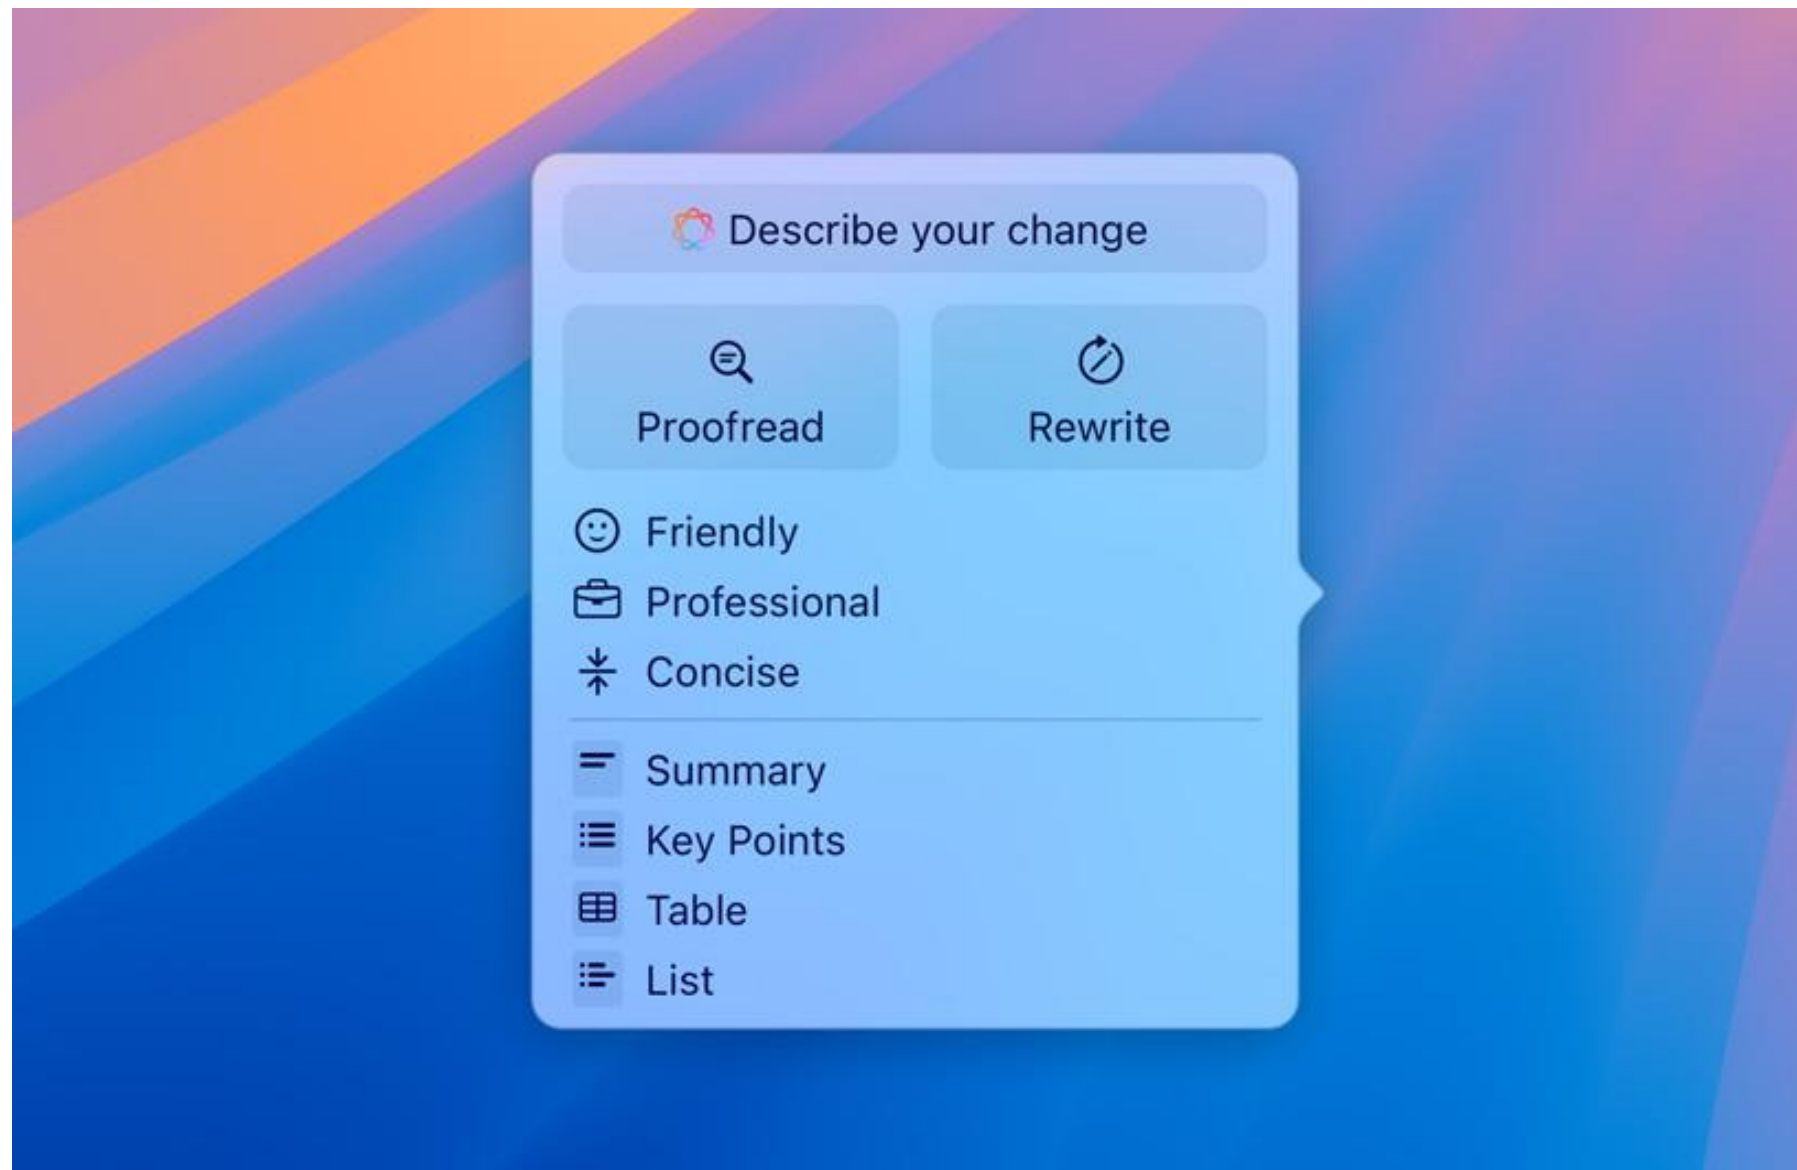 Describe your change
Proofread
Rewrite
Friendly
Professional
Concise
Summary
Key Points
Table
List